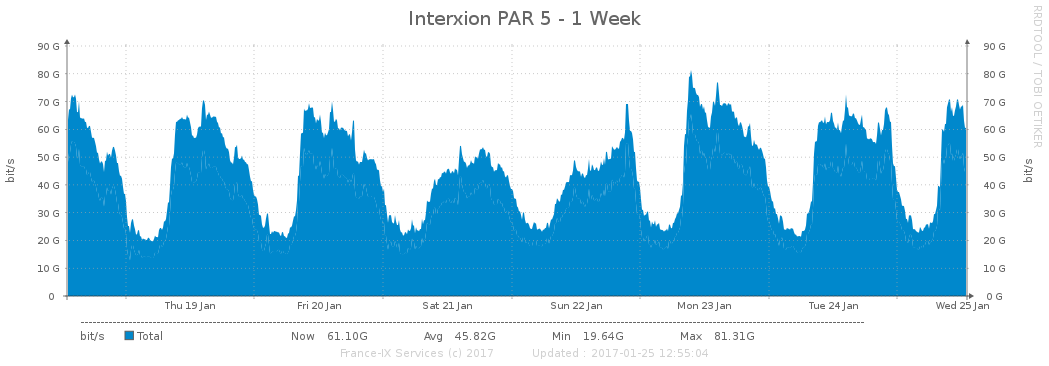 Interxion PAR 5 - 1 Week
RRDTOOL / TOBI OETIKER
90 G 90 G
80 G 80 G
70 G 70 G
60 G 60 G
50 G 50 G
40 G 40 G
30 G 30 G
20 G 20 G
10 G 10 G
0 0 G
bit/s
bit/s
Thu 19 Jan Fri 20 Jan Sat 21 Jan Sun 22 Jan Mon 23 Jan Tue 24 Jan Wed 25 Jan
bit/s Total Now 61.10G Avg 45.82G Min 19.64G Max 81.31G
France-IX Services (c) 2017 Updated : 2017-01-25 12:55:04